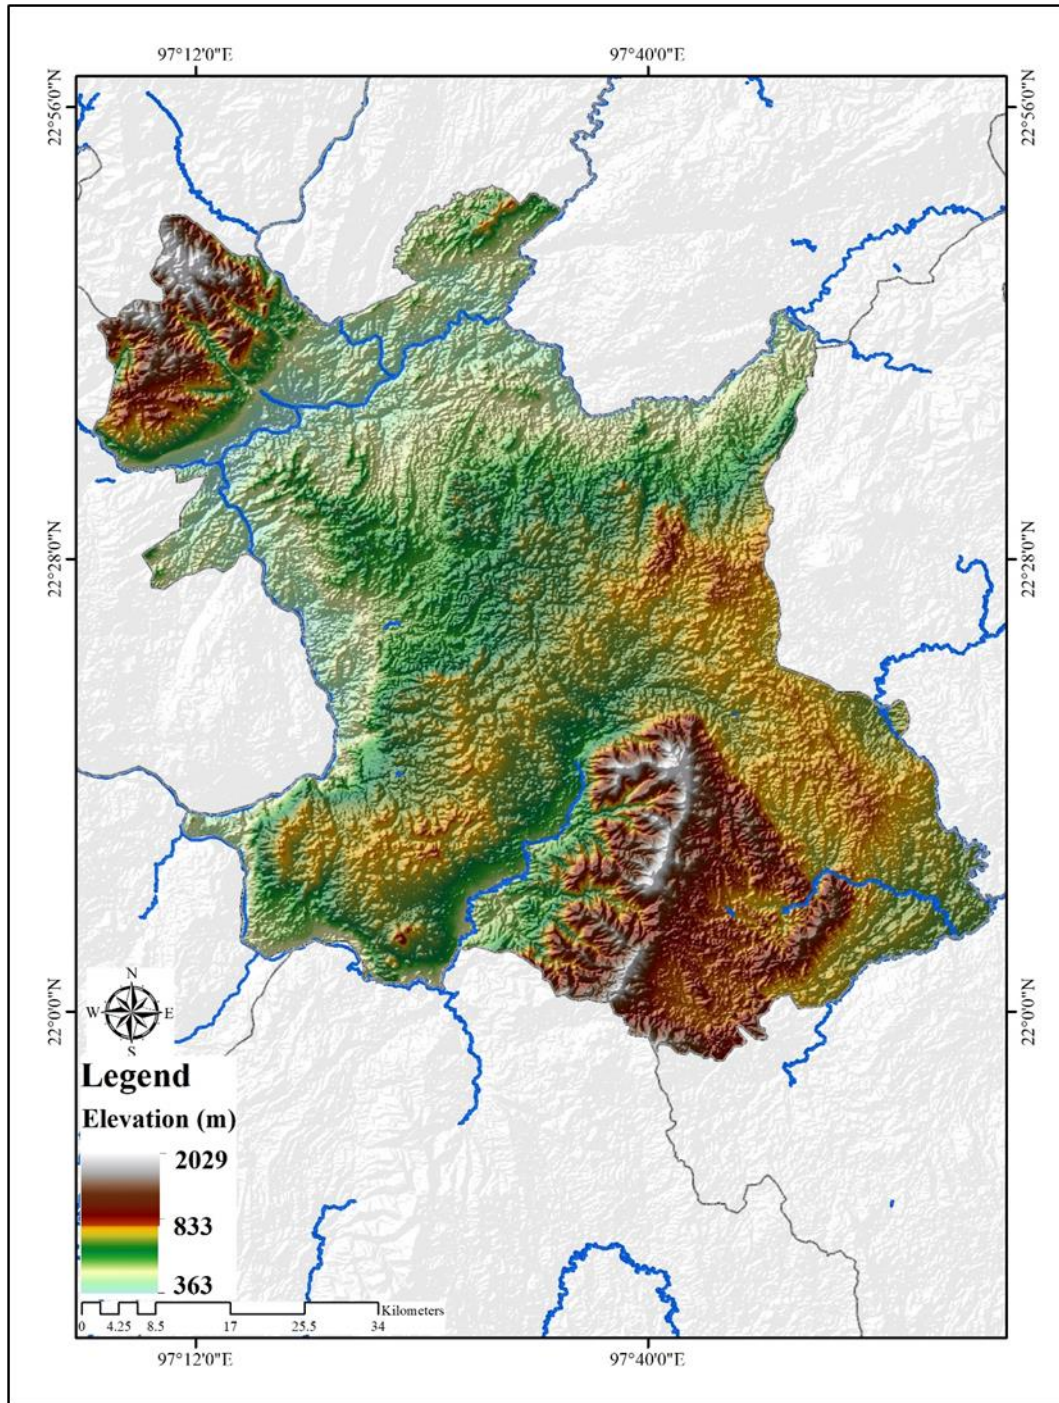 97°12'0"E 97°40'0"E
22°56'0"N 22°56'0"N
22°28'0"N 22°28'0"N
22°0'0"N 22°0'0"N
N
W E
S
Legend
Elevation (m)
2029
833
363
Kilometers
0 4.25 8.5 17 25.5 34
97°12'0"E 97°40'0"E